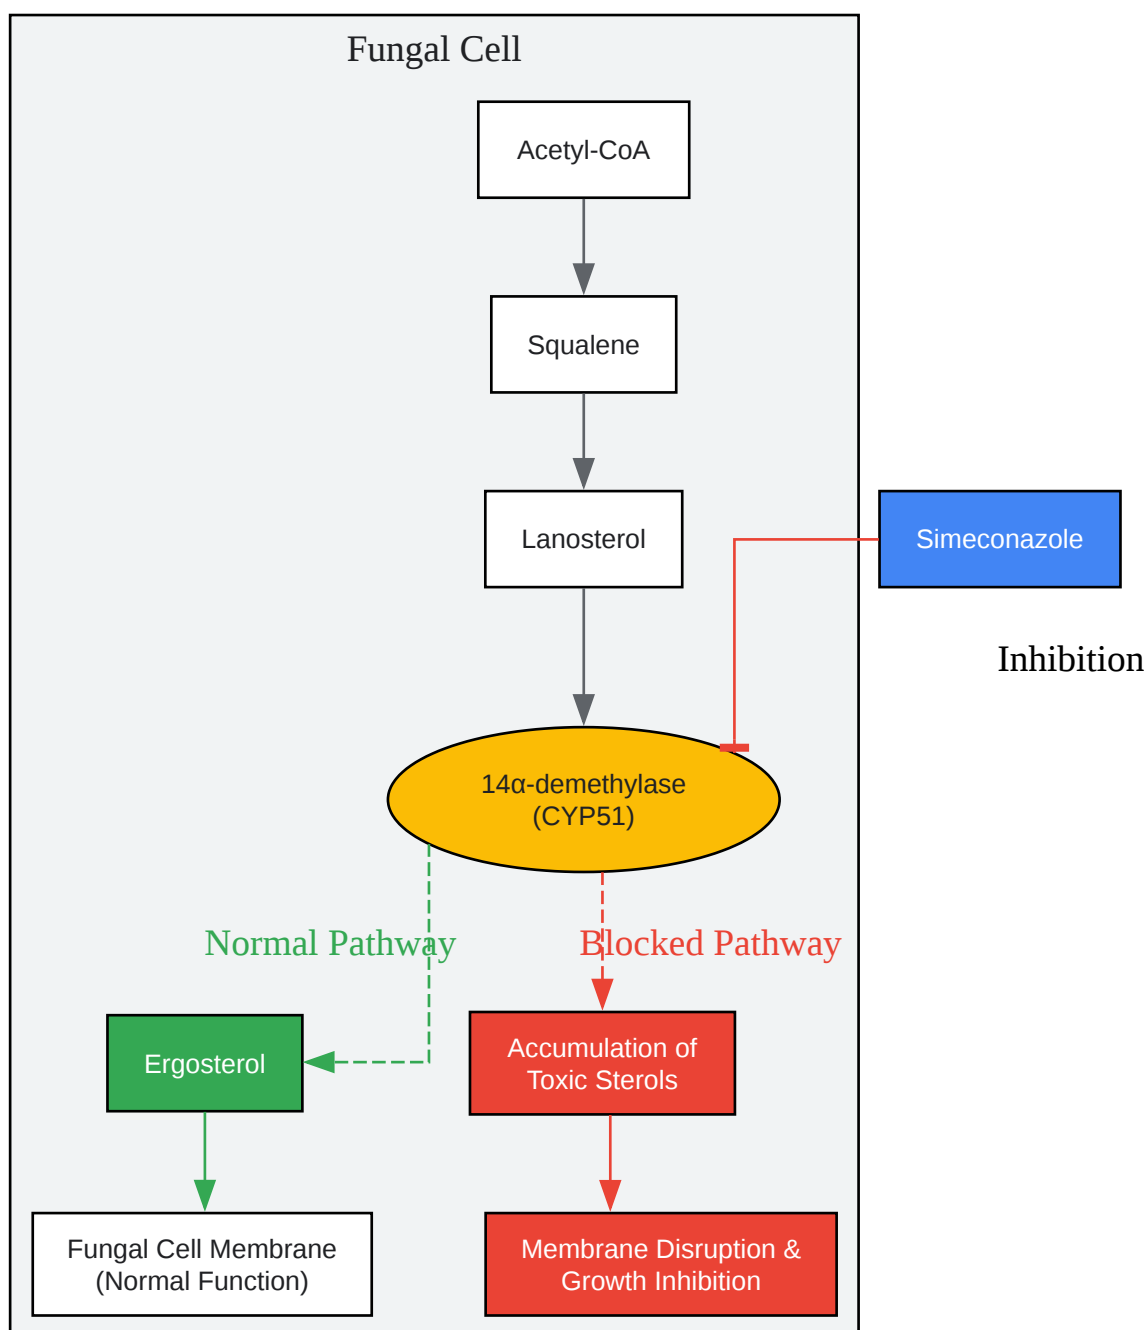 Fungal Cell
Acetyl-CoA
Squalene
Lanosterol
Simeconazole
Inhibition
14α-demethylase
(CYP51)
Normal Pathway
Blocked Pathway
Ergosterol
Accumulation of
Toxic Sterols
Fungal Cell Membrane
(Normal Function)
Membrane Disruption &
Growth Inhibition